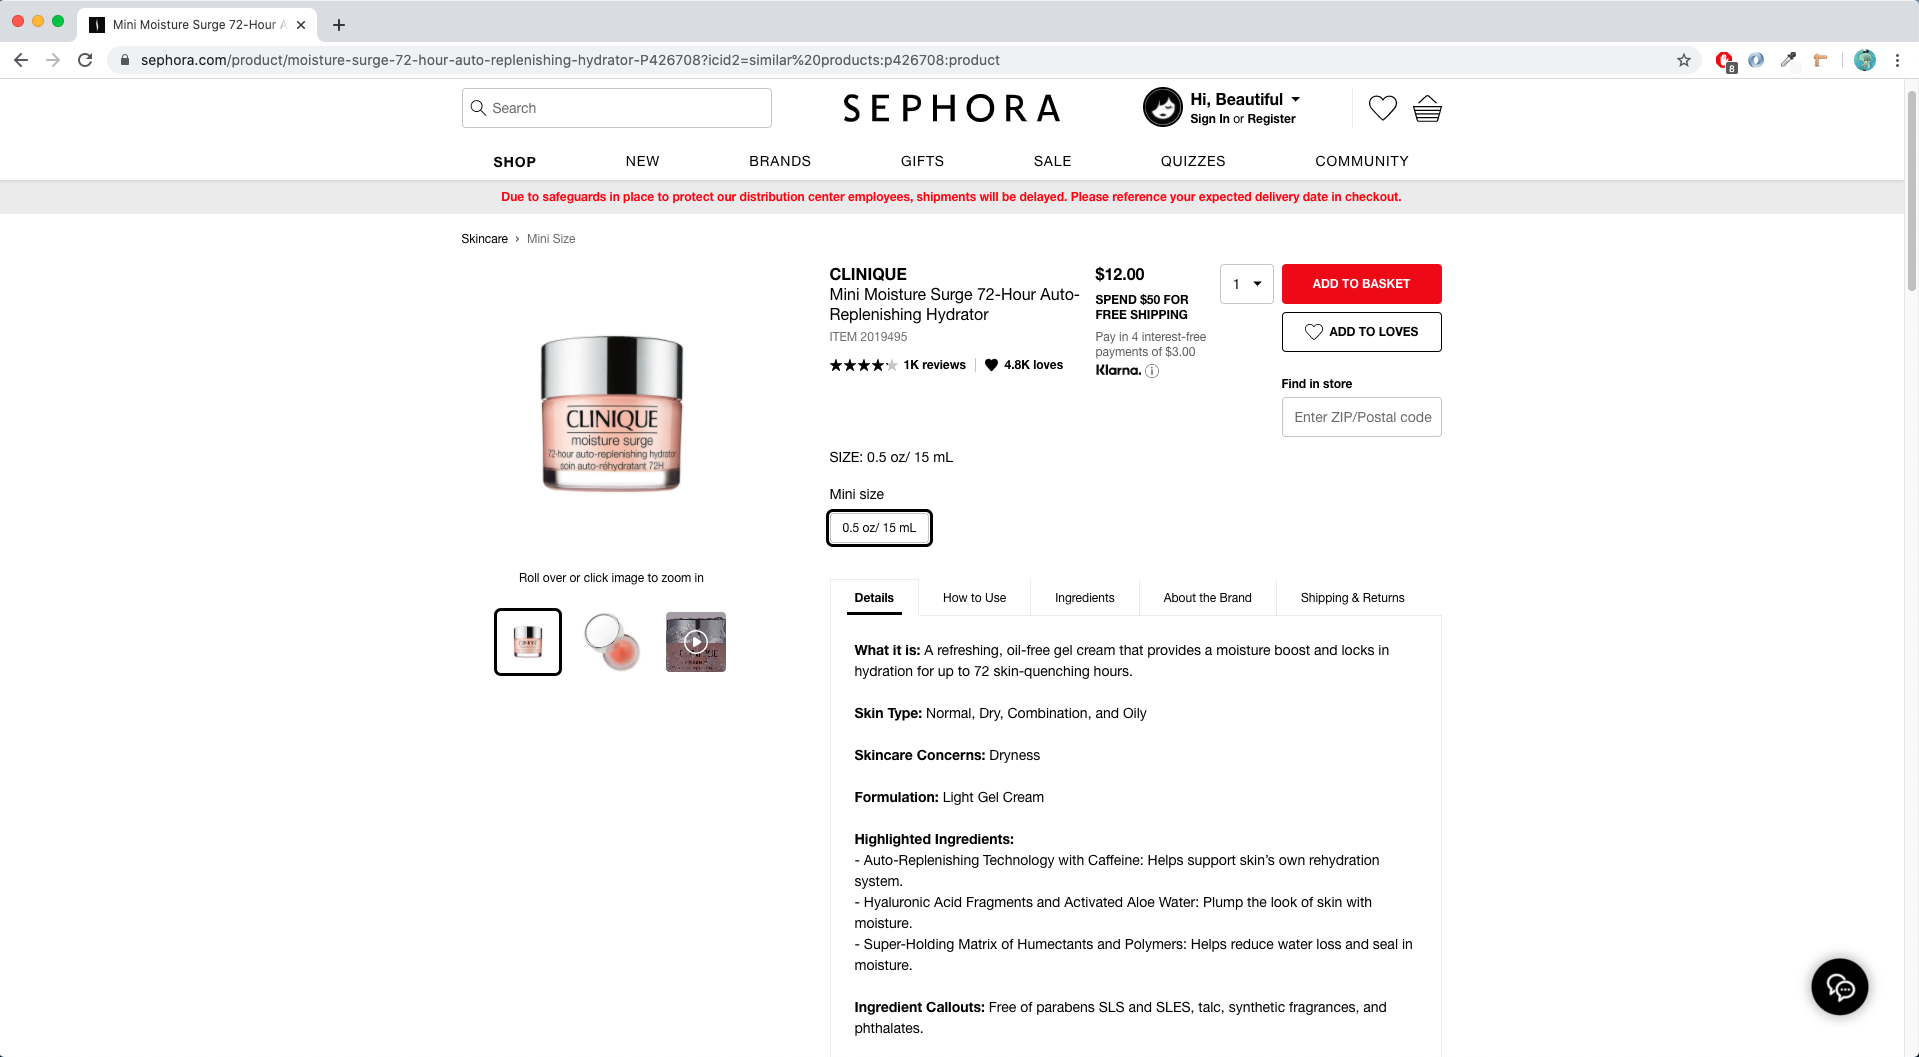 Mini Moisture Surge 72-Hour A
sephora.com/product/moisture-surge-72-hour-auto-replenishing-hydrator-P426708?icid2=similar%20products:p426708:product
8
Search
SEPHORA
Hi, Beautiful
Sign In or Register
SHOP
NEW
BRANDS
GIFTS
SALE
QUIZZES
COMMUNITY
Due to safeguards in place to protect our distribution center employees, shipments will be delayed. Please reference your expected delivery date in checkout.
Skincare › Mini Size
CLINIQUE
moisture surge
72-hour auto-replenishing hydrator
soin auto-réhydratant 72H
Roll over or click image to zoom in
CLINIQUE
Mini Moisture Surge 72-Hour Auto-
Replenishing Hydrator
ITEM 2019495
1K reviews
4.8K loves
$12.00
SPEND $50 FOR
FREE SHIPPING
Pay in 4 interest-free
payments of $3.00
Klarna.
1
ADD TO BASKET
ADD TO LOVES
Find in store
Enter ZIP/Postal code
SIZE: 0.5 oz/ 15 mL
Mini size
0.5 oz/ 15 mL
Details
How to Use
Ingredients
About the Brand
Shipping & Returns
What it is: A refreshing, oil-free gel cream that provides a moisture boost and locks in
hydration for up to 72 skin-quenching hours.
Skin Type: Normal, Dry, Combination, and Oily
Skincare Concerns: Dryness
Formulation: Light Gel Cream
Highlighted Ingredients:
- Auto-Replenishing Technology with Caffeine: Helps support skin's own rehydration
system.
- Hyaluronic Acid Fragments and Activated Aloe Water: Plump the look of skin with
moisture.
- Super-Holding Matrix of Humectants and Polymers: Helps reduce water loss and seal in
moisture.
Ingredient Callouts: Free of parabens SLS and SLES, talc, synthetic fragrances, and
phthalates.